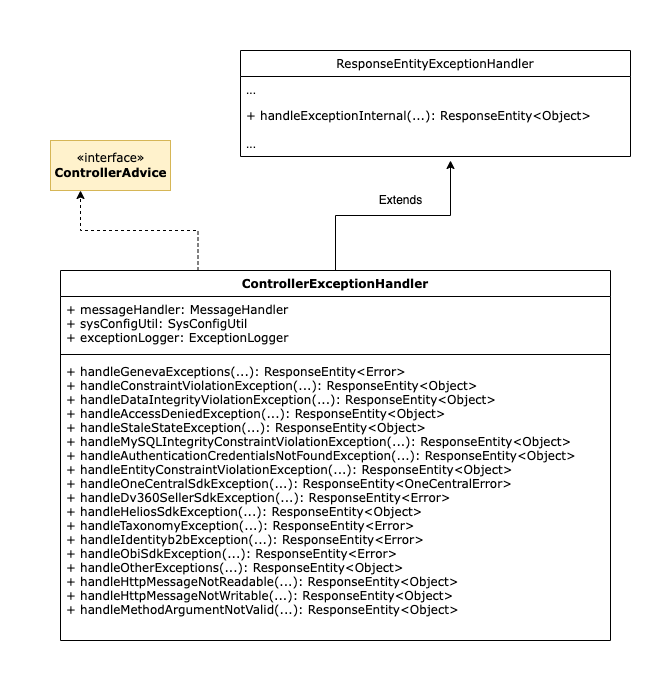 ResponseEntityExceptionHandler
...
+ handleExceptionInternal(...): ResponseEntity<Object>
...
«interface»
ControllerAdvice
Extends
ControllerExceptionHandler
+ messageHandler: MessageHandler
+ sysConfigUtil: SysConfigUtil
+ exceptionLogger: ExceptionLogger
+ handleGenevaExceptions(...): ResponseEntity<Error>
+ handleConstraintViolationException(...): ResponseEntity<Object>
+ handleDataIntegrityViolationException(...): ResponseEntity<Object>
+ handleAccessDeniedException(...): ResponseEntity<Object>
+ handleStaleStateException(...): ResponseEntity<Object>
+ handleMySQLIntegrityConstraintViolationException(...): ResponseEntity<Object>
+ handleAuthenticationCredentialsNotFoundException(...): ResponseEntity<Object>
+ handleEntityConstraintViolationException(...): ResponseEntity<Object>
+ handleOneCentralSdkException(...): ResponseEntity<OneCentralError>
+ handleDv360SellerSdkException(...): ResponseEntity<Error>
+ handleHeliosSdkException(...): ResponseEntity<Object>
+ handleTaxonomyException(...): ResponseEntity<Error>
+ handleIdentityb2bException(...): ResponseEntity<Error>
+ handleObiSdkException(...): ResponseEntity<Error>
+ handleOtherExceptions(...): ResponseEntity<Object>
+ handleHttpMessageNotReadable(...): ResponseEntity<Object>
+ handleHttpMessageNotWritable(...): ResponseEntity<Object>
+ handleMethodArgumentNotValid(...): ResponseEntity<Object>